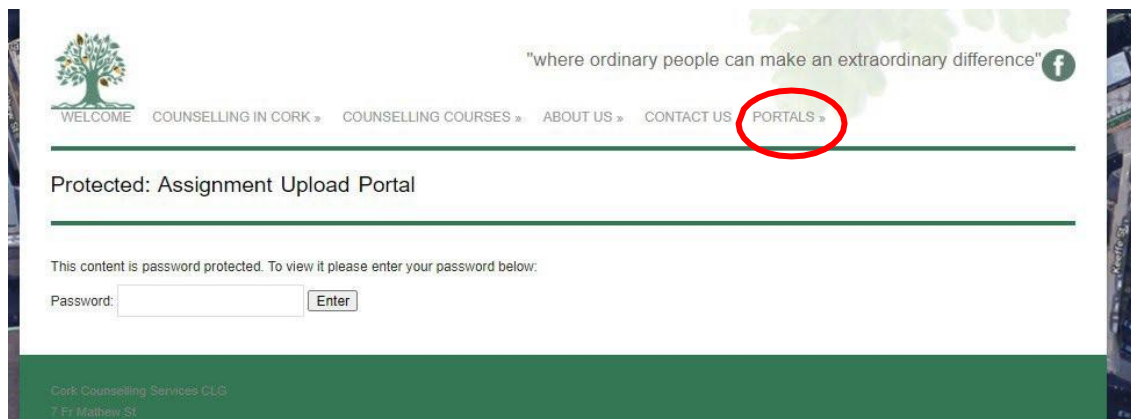 "where ordinary people can make an extraordinary difference"
WELCOME COUNSELLING IN CORK » COUNSELLING COURSES » ABOUT US » CONTACT US PORTALS »
Protected: Assignment Upload Portal
This content is password protected. To view it please enter your password below:
Password: Enter
Cork Counselling Services CLG
7 Fr Mathew St